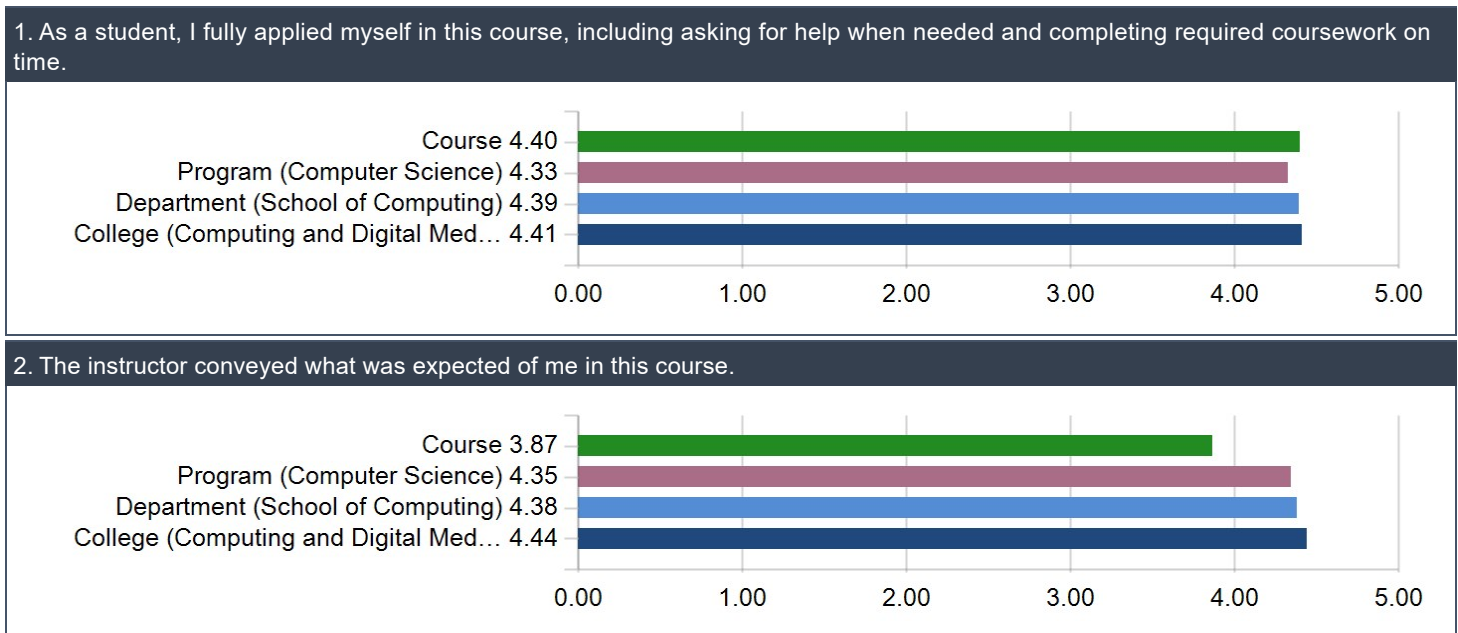 1. As a student, I fully applied myself in this course, including asking for help when needed and completing required coursework on
time.
Course 4.40
Program (Computer Science) 4.33
Department (School of Computing) 4.39
College (Computing and Digital Med... 4.41
0.00 1.00 2.00 3.00 4.00 5.00
2. The instructor conveyed what was expected of me in this course.
Course 3.87
Program (Computer Science) 4.35
Department (School of Computing) 4.38
College (Computing and Digital Med... 4.44
0.00 1.00 2.00 3.00 4.00 5.00